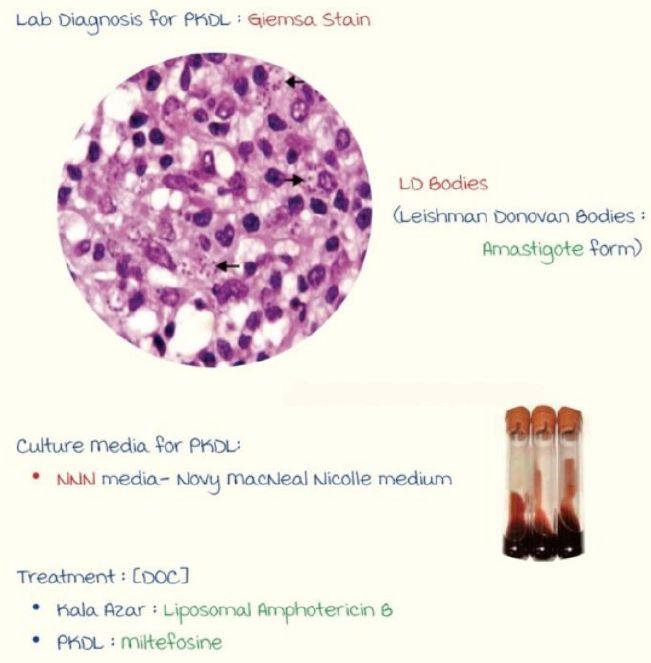 Lab Diagnosis for PKDL : Giemsa Stain
LD Bodies
(Leishman Donovan Bodies :
Amastigote form)
Culture media for PKDL:
• NNN media- Novy macNeal Nicolle medium
Treatment : [DOC]
• Kala Azar : Liposomal Amphotericin B
• PKDL : miltefosine